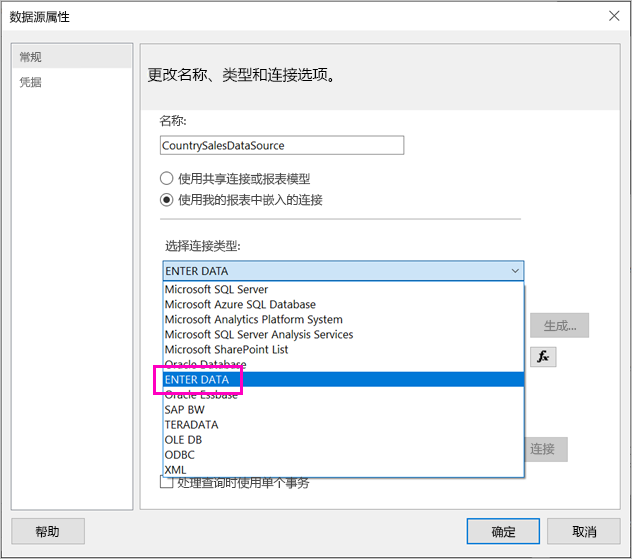 数据源属性
常规
凭据
更改名称、类型和连接选项。
名称:
CountrySalesDataSource
使用共享连接或报表模型
使用我的报表中嵌入的连接
选择连接类型:
ENTER DATA
Microsoft SQL Server
Microsoft Azure SQL Database
Microsoft Analytics Platform System
Microsoft SQL Server Analysis Services
Microsoft SharePoint List
Oracle Database
ENTER DATA
Oracle Essbase
SAP BW
TERADATA
OLE DB
ODBC
XML
生成...
fx
连接
处理查询时使用单个事务
帮助
确定
取消